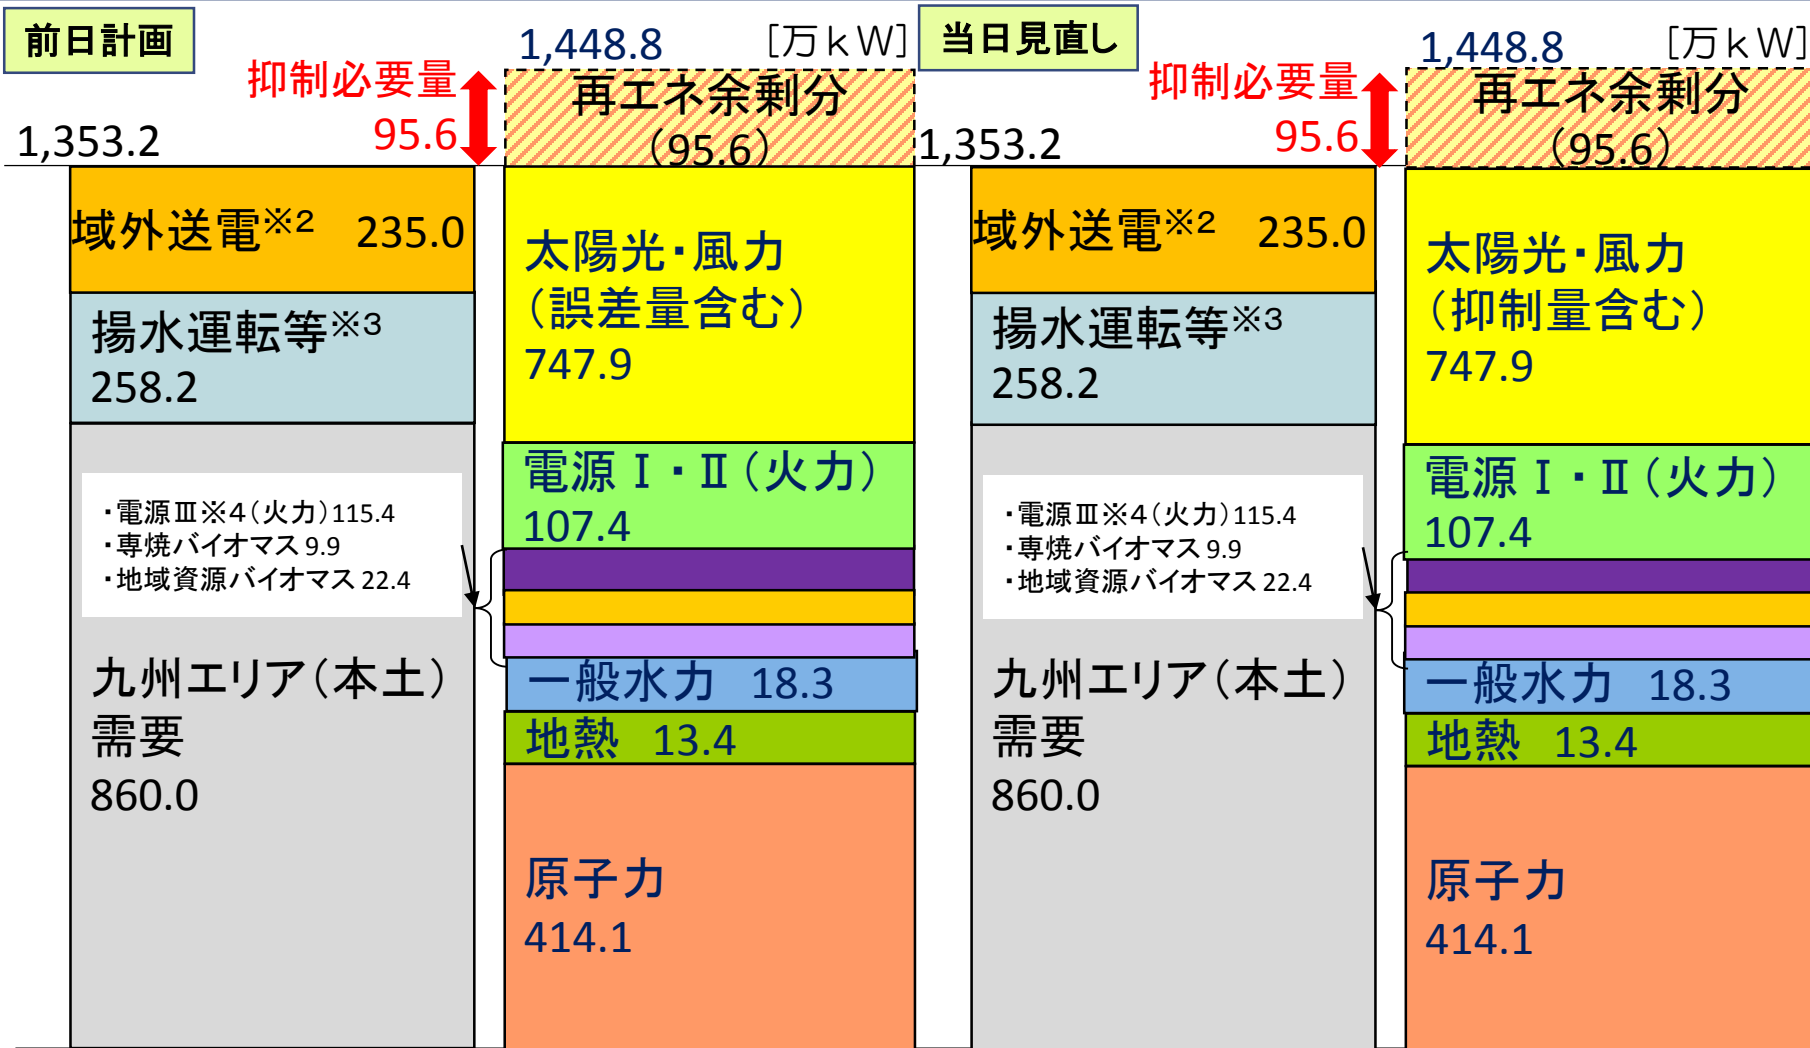 前日計画
1,448.8 [万kW]
抑制必要量
95.6
再エネ余剰分
(95.6)
1,353.2
域外送電※2 235.0
揚水運転等※3
258.2
・電源Ⅲ※4(火力)115.4
・専焼バイオマス 9.9
・地域資源バイオマス 22.4
九州エリア(本土)
需要
860.0
太陽光・風力
(誤差量含む)
747.9
電源Ⅰ・Ⅱ(火力)
107.4
一般水力 18.3
地熱 13.4
原子力
414.1
当日見直し
1,448.8 [万kW]
抑制必要量
95.6
再エネ余剰分
(95.6)
1,353.2
域外送電※2 235.0
揚水運転等※3
258.2
・電源Ⅲ※4(火力)115.4
・専焼バイオマス 9.9
・地域資源バイオマス 22.4
九州エリア(本土)
需要
860.0
太陽光・風力
(抑制量含む)
747.9
電源Ⅰ・Ⅱ(火力)
107.4
一般水力 18.3
地熱 13.4
原子力
414.1